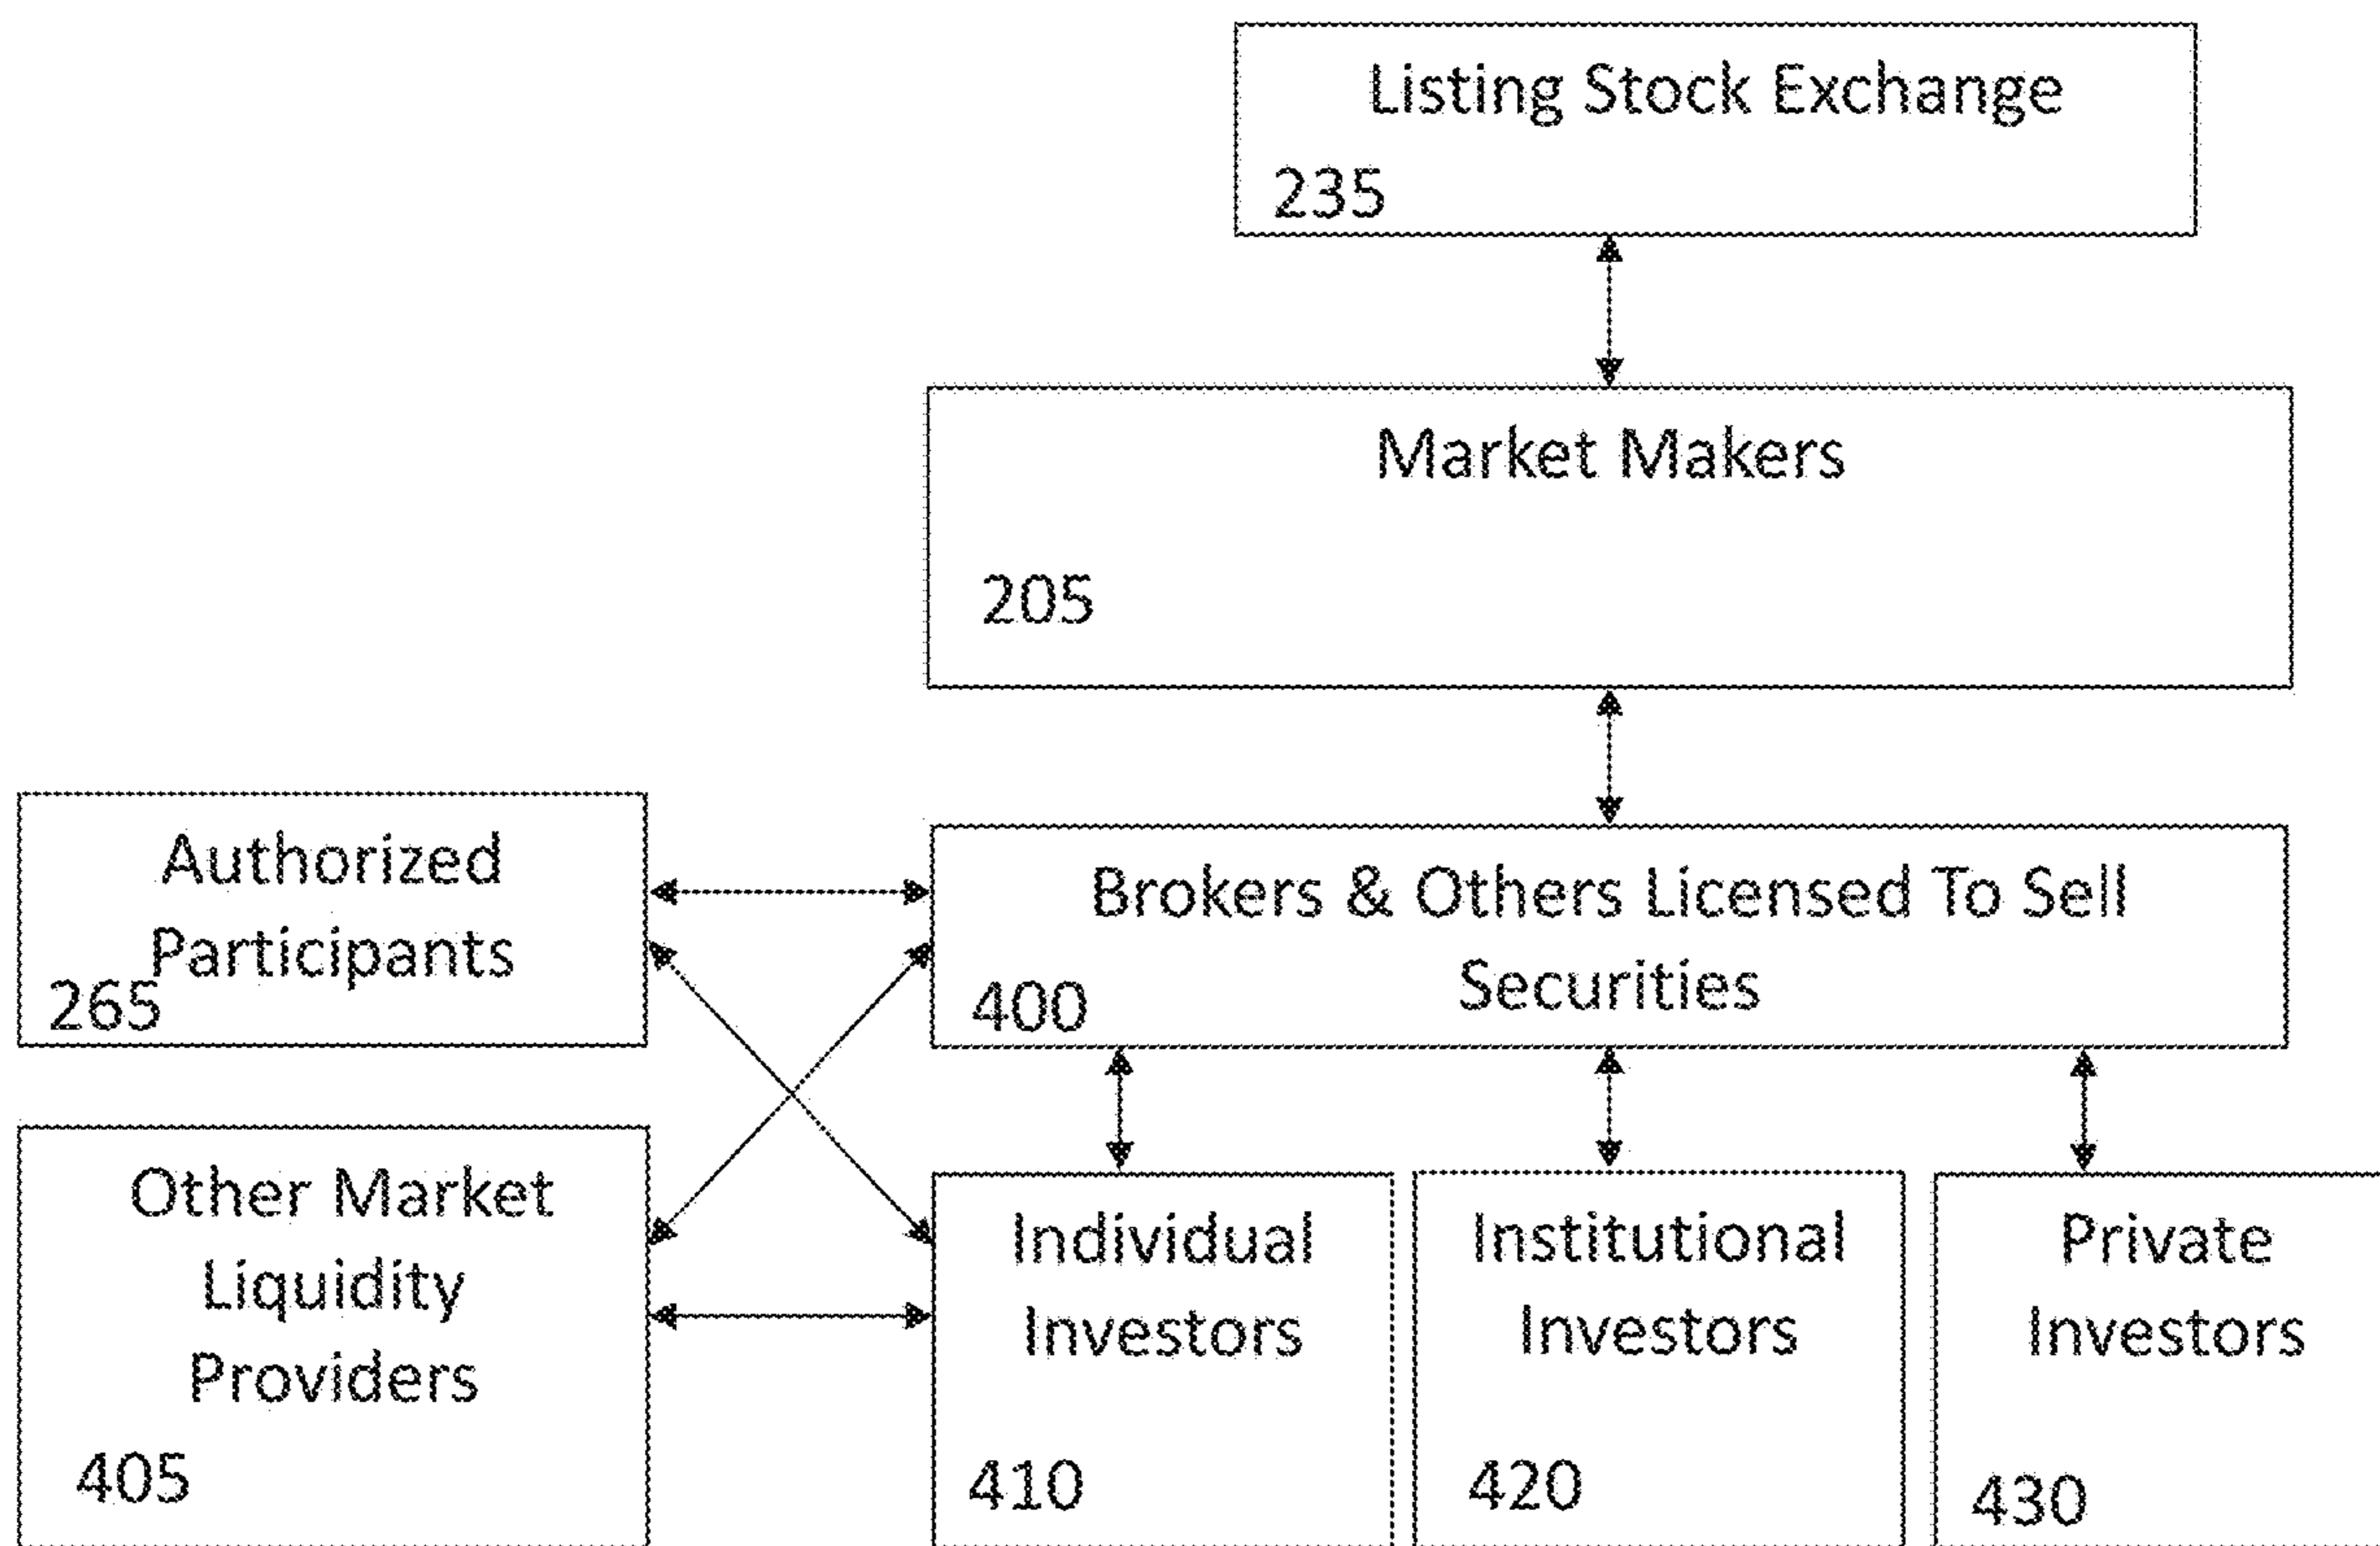 Listing Stock Exchange
235
Market Makers
205
Authorized
Participants
265
Brokers & Others Licensed To Sell
Securities
400
Other Market
Liquidity
Providers
405
Individual
Investors
410
Institutional
Investors
420
Private
Investors
430